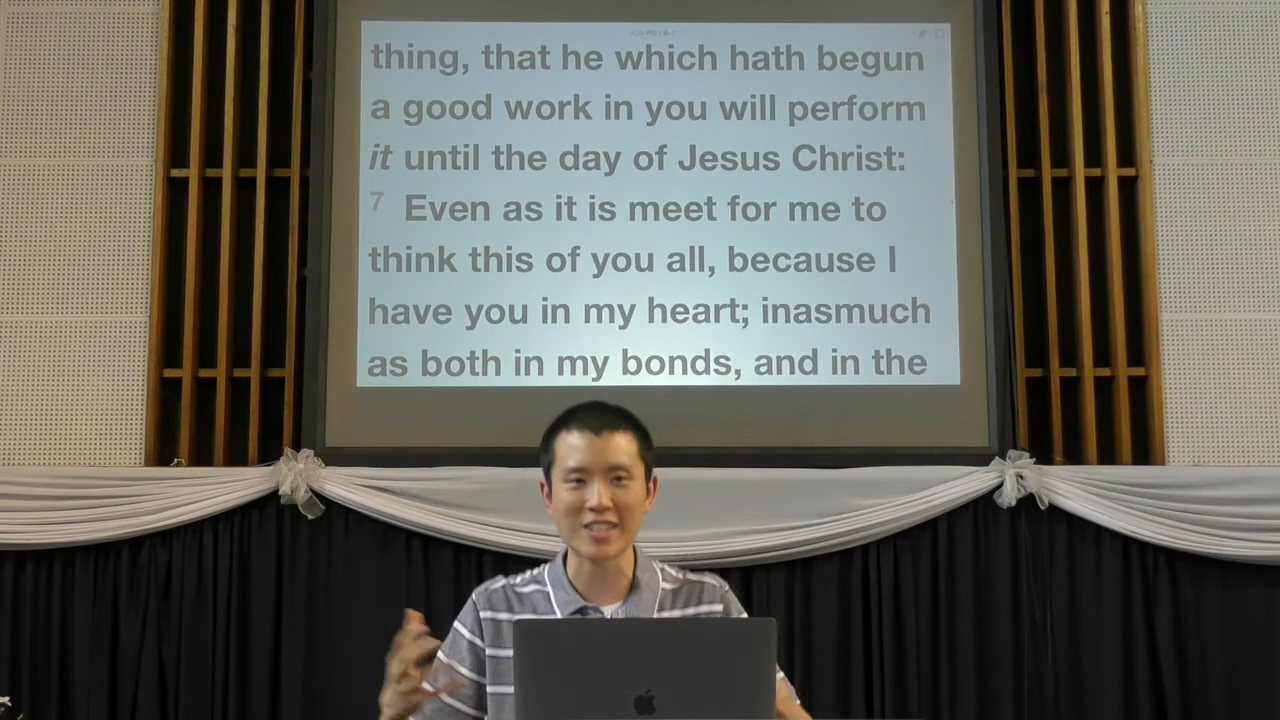 thing, that he which hath begun
a good work in you will perform
it until the day of Jesus Christ:
7 Even as it is meet for me to
think this of you all, because I
have you in my heart; inasmuch
as both in my bonds, and in the